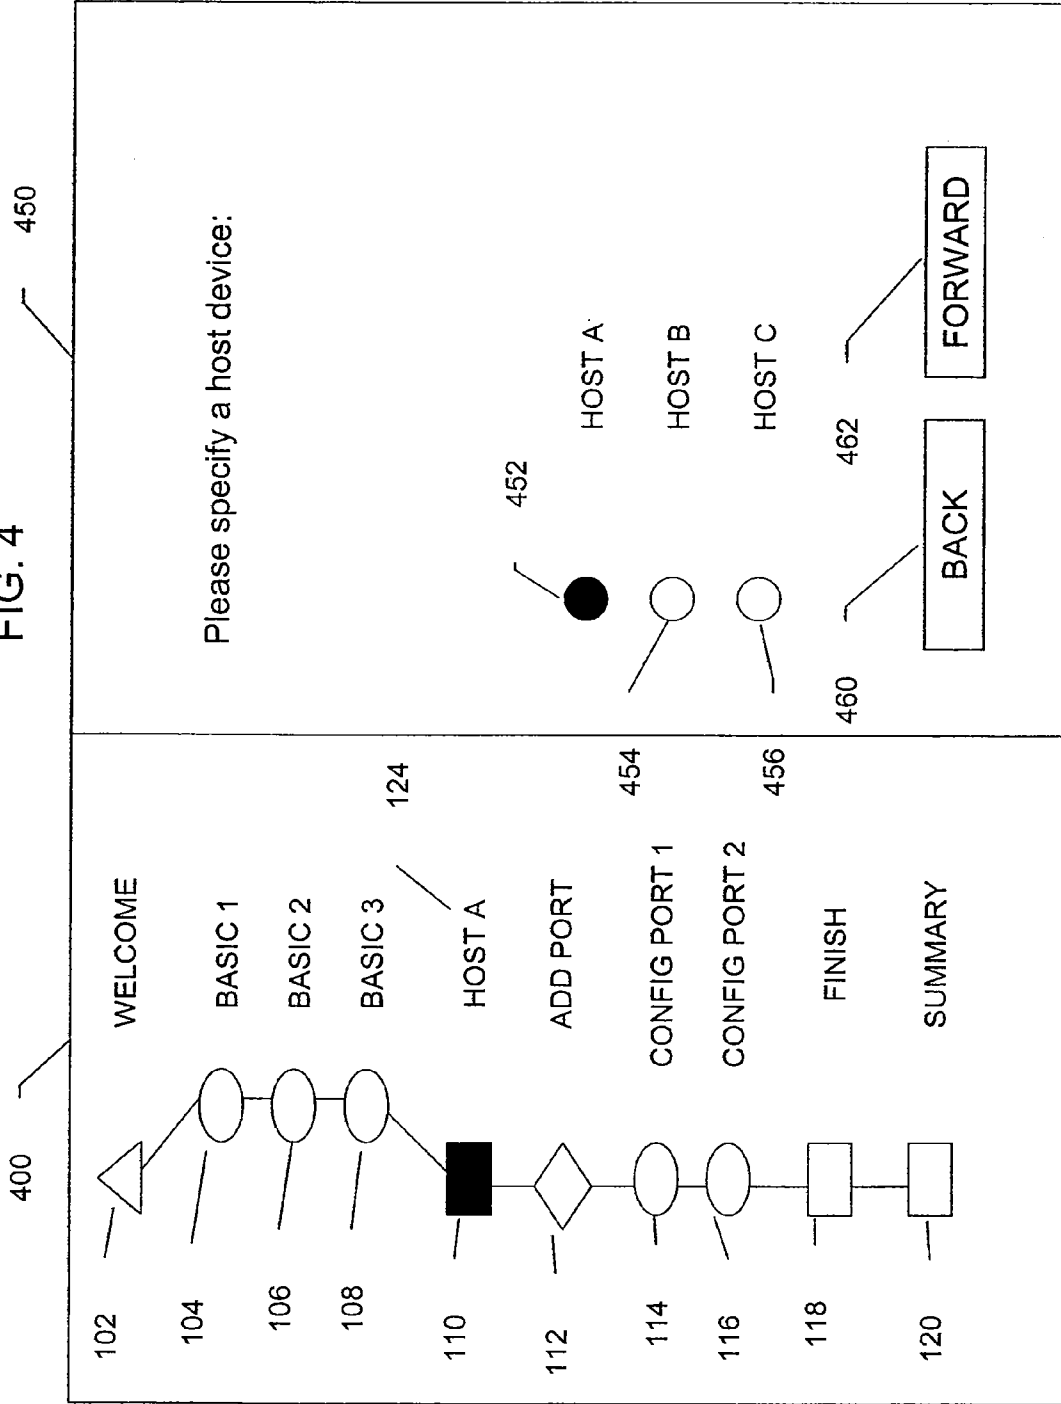 FIG. 4
400
450
102 WELCOME
104 BASIC 1
106 BASIC 2
108 BASIC 3
124
110 HOST A
112 ADD PORT
114 CONFIG PORT 1
116 CONFIG PORT 2
118 FINISH
120 SUMMARY
Please specify a host device:
452
HOST A
454
HOST B
456
HOST C
460
462
BACK
FORWARD